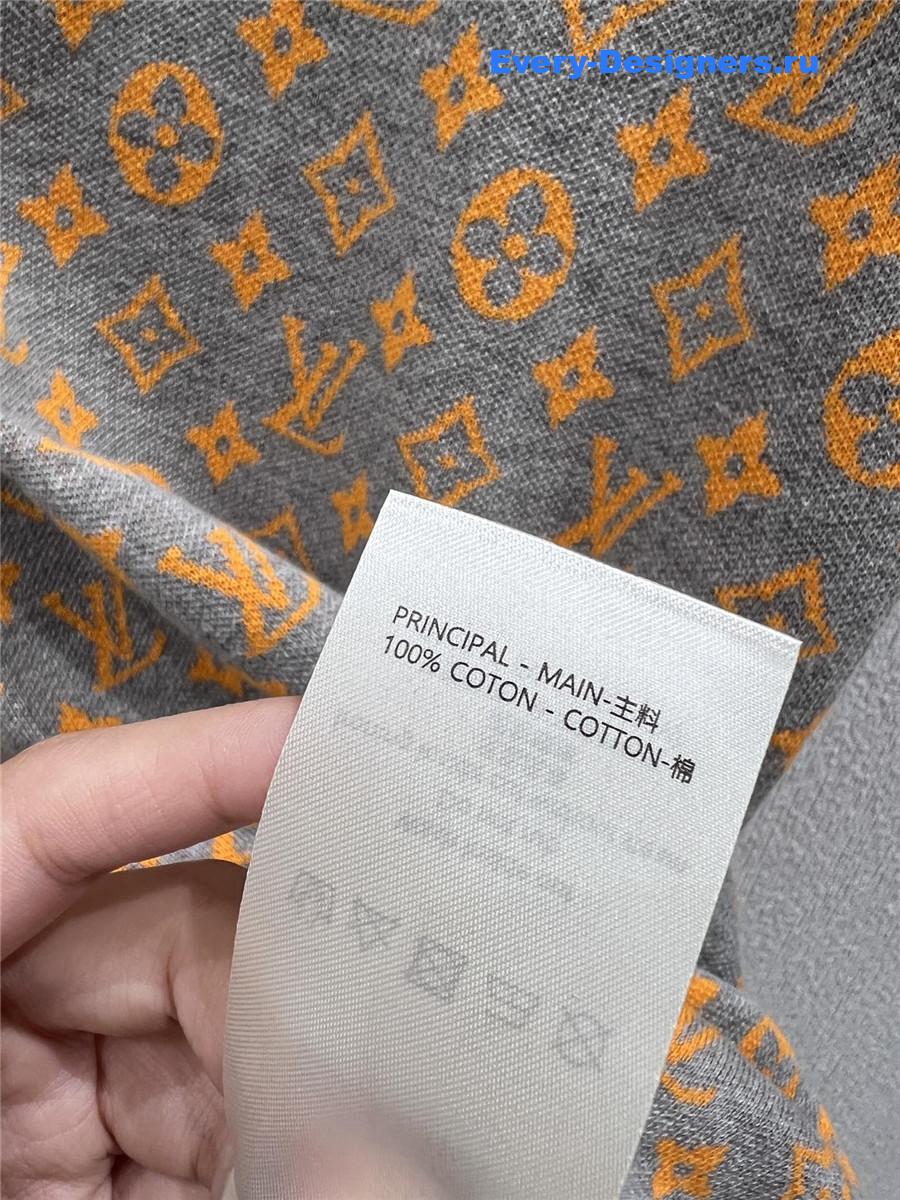 Every-Designers.ru
PRINCIPAL - MAIN-主料
100% COTON - COTTON-棉